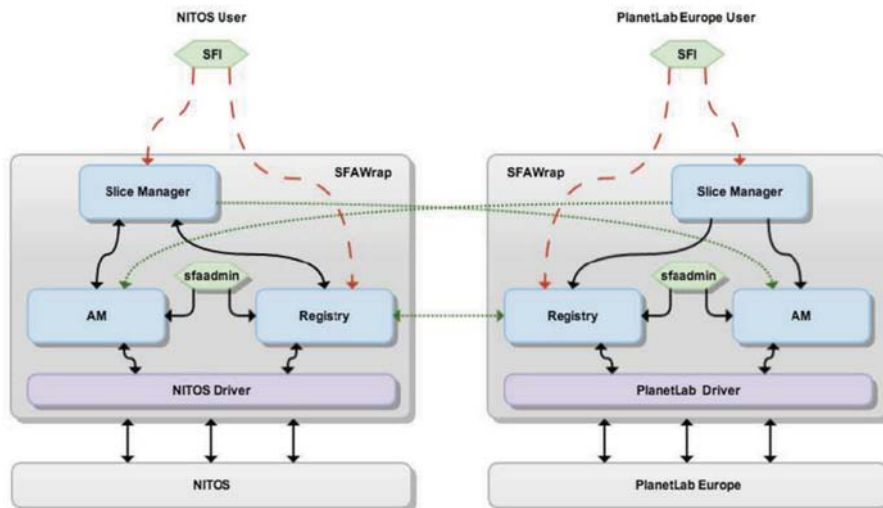 NITOS User
PlanetLab Europe User
SFI
SFI
SFAWrap
SFAWrap
Slice Manager
Slice Manager
sfaadmin
sfaadmin
AM
Registry
Registry
AM
NITOS Driver
PlanetLab Driver
NITOS
PlanetLab Europe